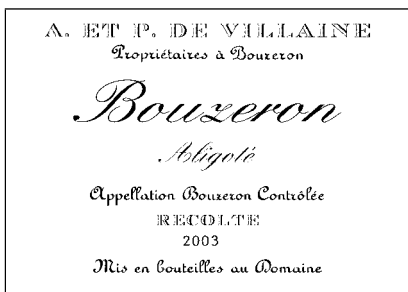 A. ET P. DE VILLAINE
Propriétaires à Bouzeron
Bouzeron
Aligoté
Appellation Bouzeron Contrôlée
RECOLTE
2003
Mis en bouteilles au Domaine